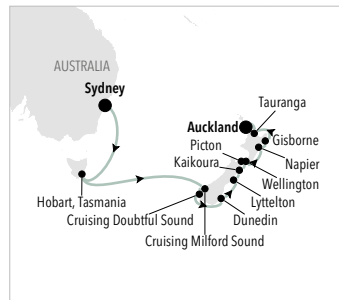 AUSTRALIA
Sydney
Tauranga
Auckland
Gisborne
Picton
Napier
Kaikoura
Wellington
Hobart, Tasmania
Lyttelton
Cruising Doubtful Sound
Dunedin
Cruising Milford Sound